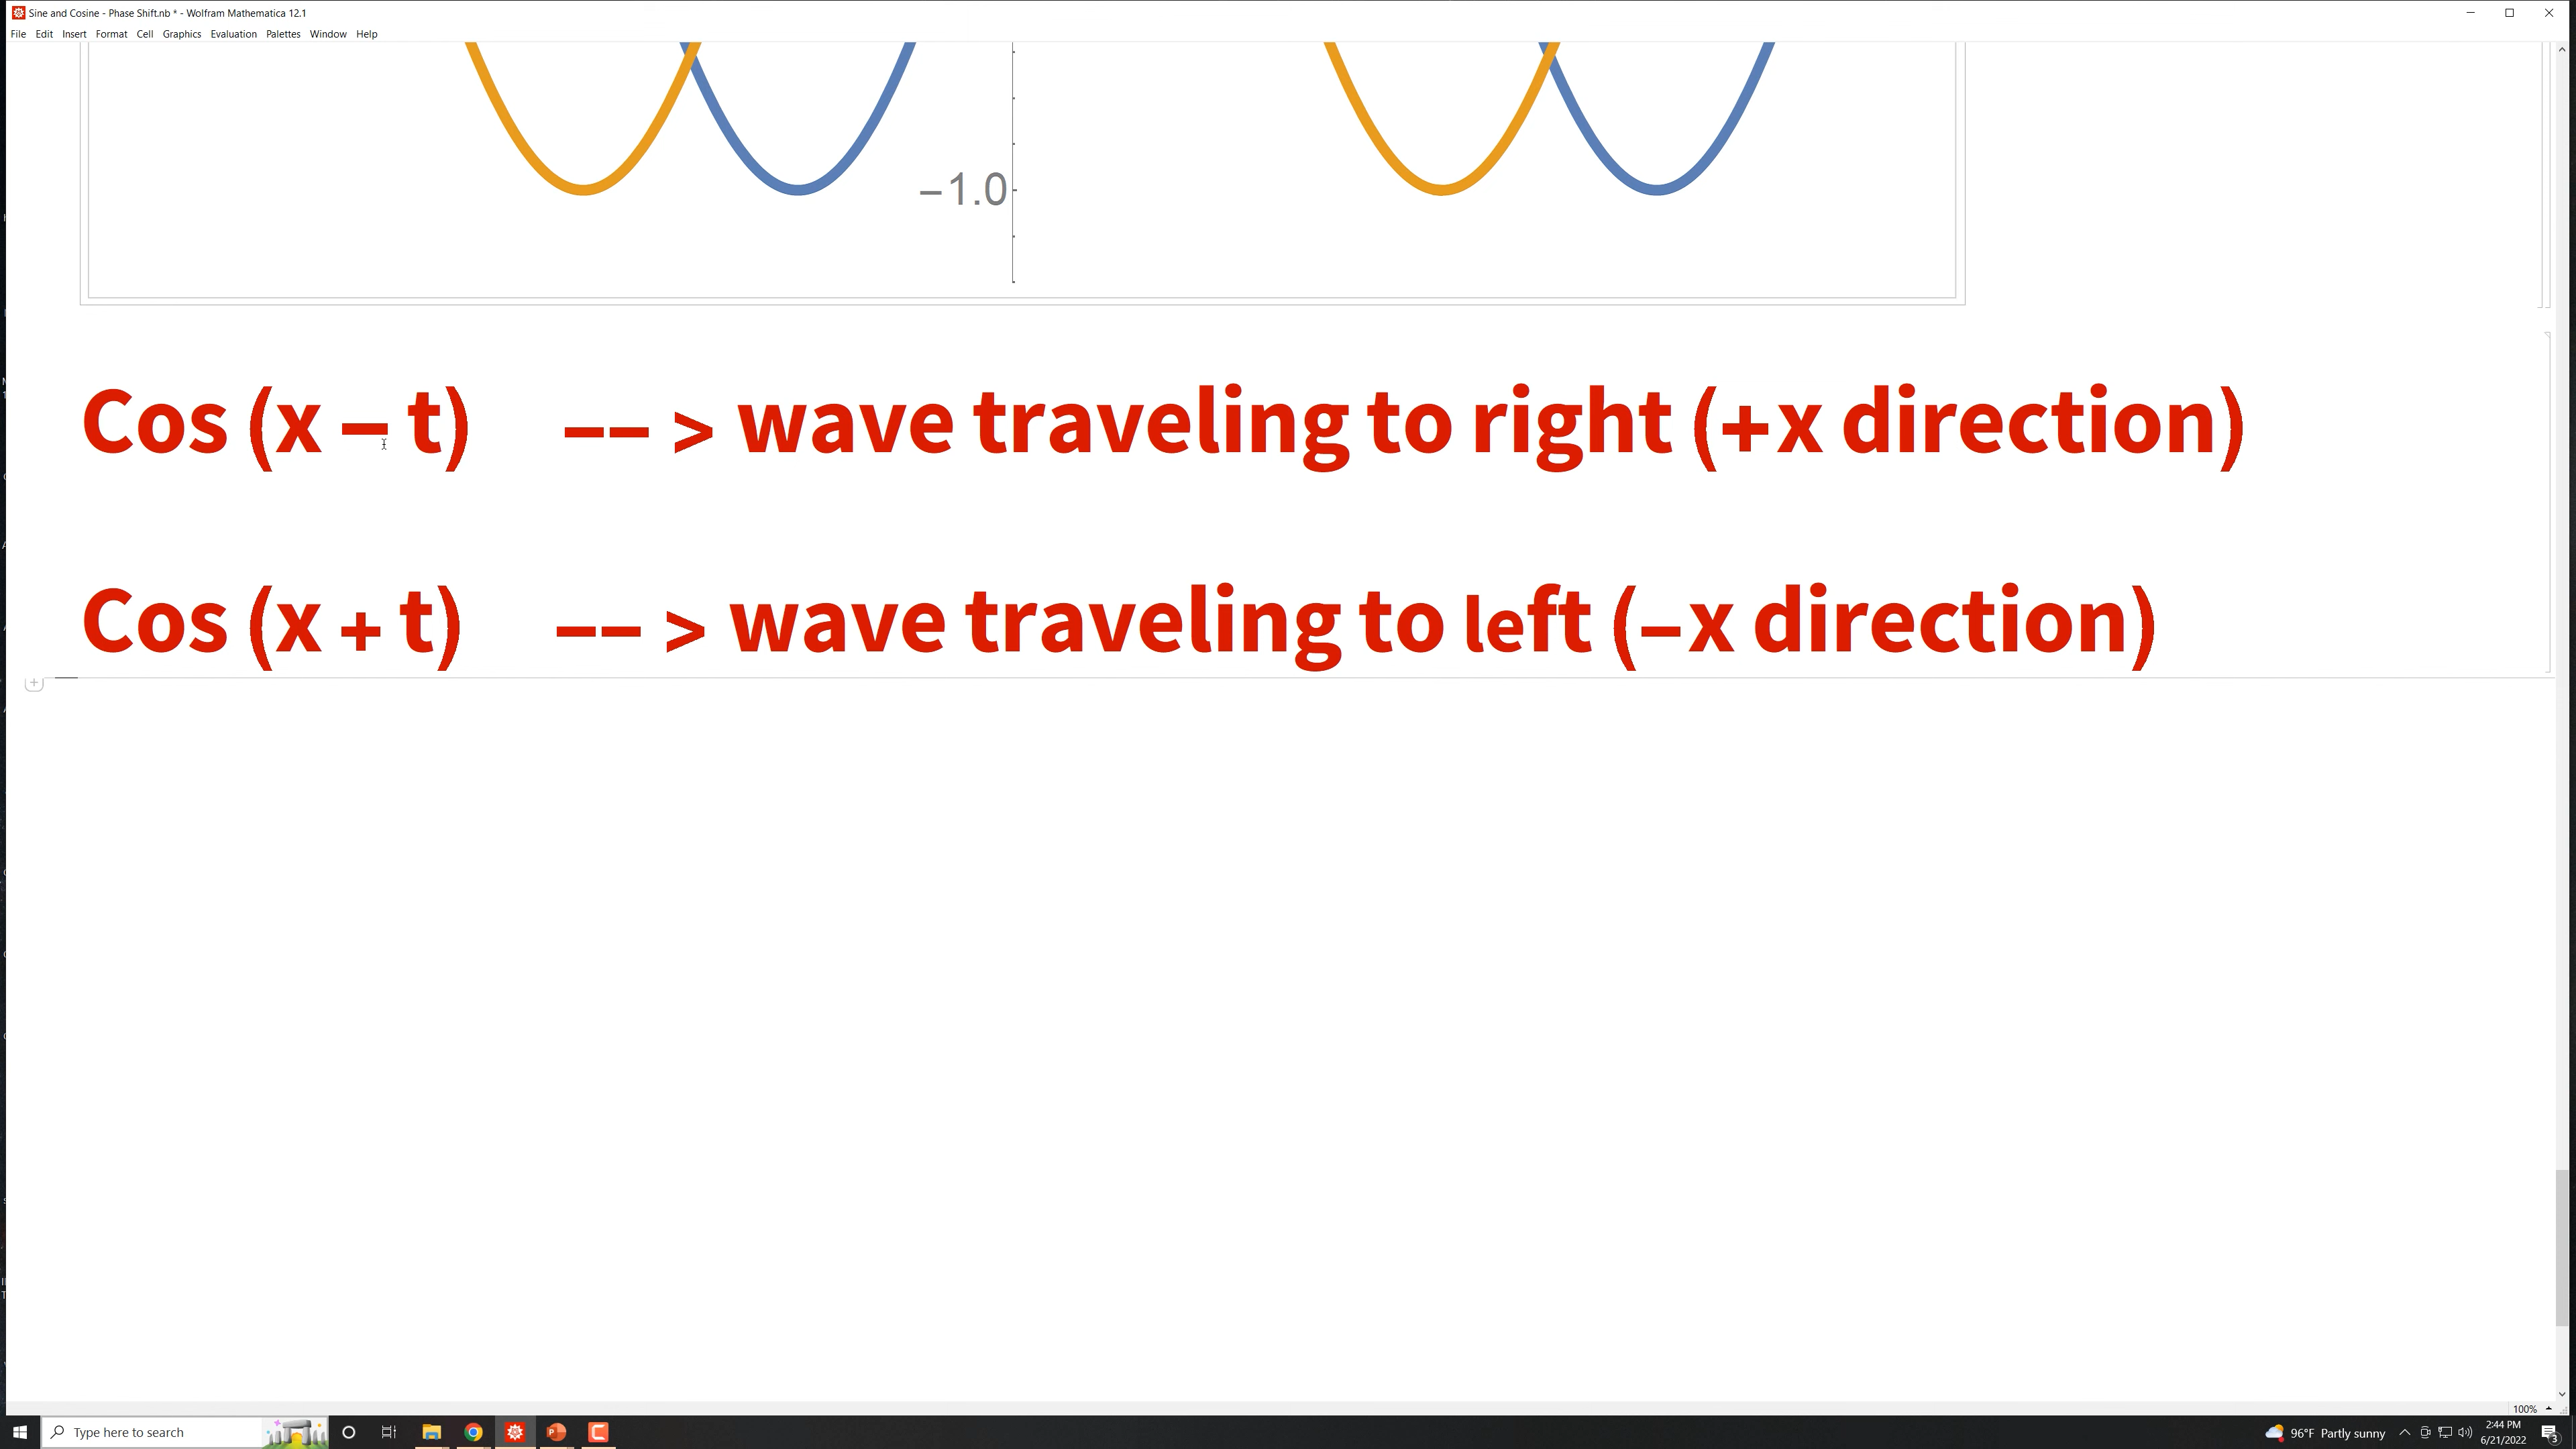 Sine and Cosine - Phase Shift.nb * - Wolfram Mathematica 12.1
File Edit Insert Format Cell Graphics Evaluation Palettes Window Help
−1.0
Cos (x − t) −− > wave traveling to right (+x direction)
Cos (x + t) −− > wave traveling to left (−x direction)
100%
Type here to search
96°F Partly sunny
2:44 PM
6/21/2022
3